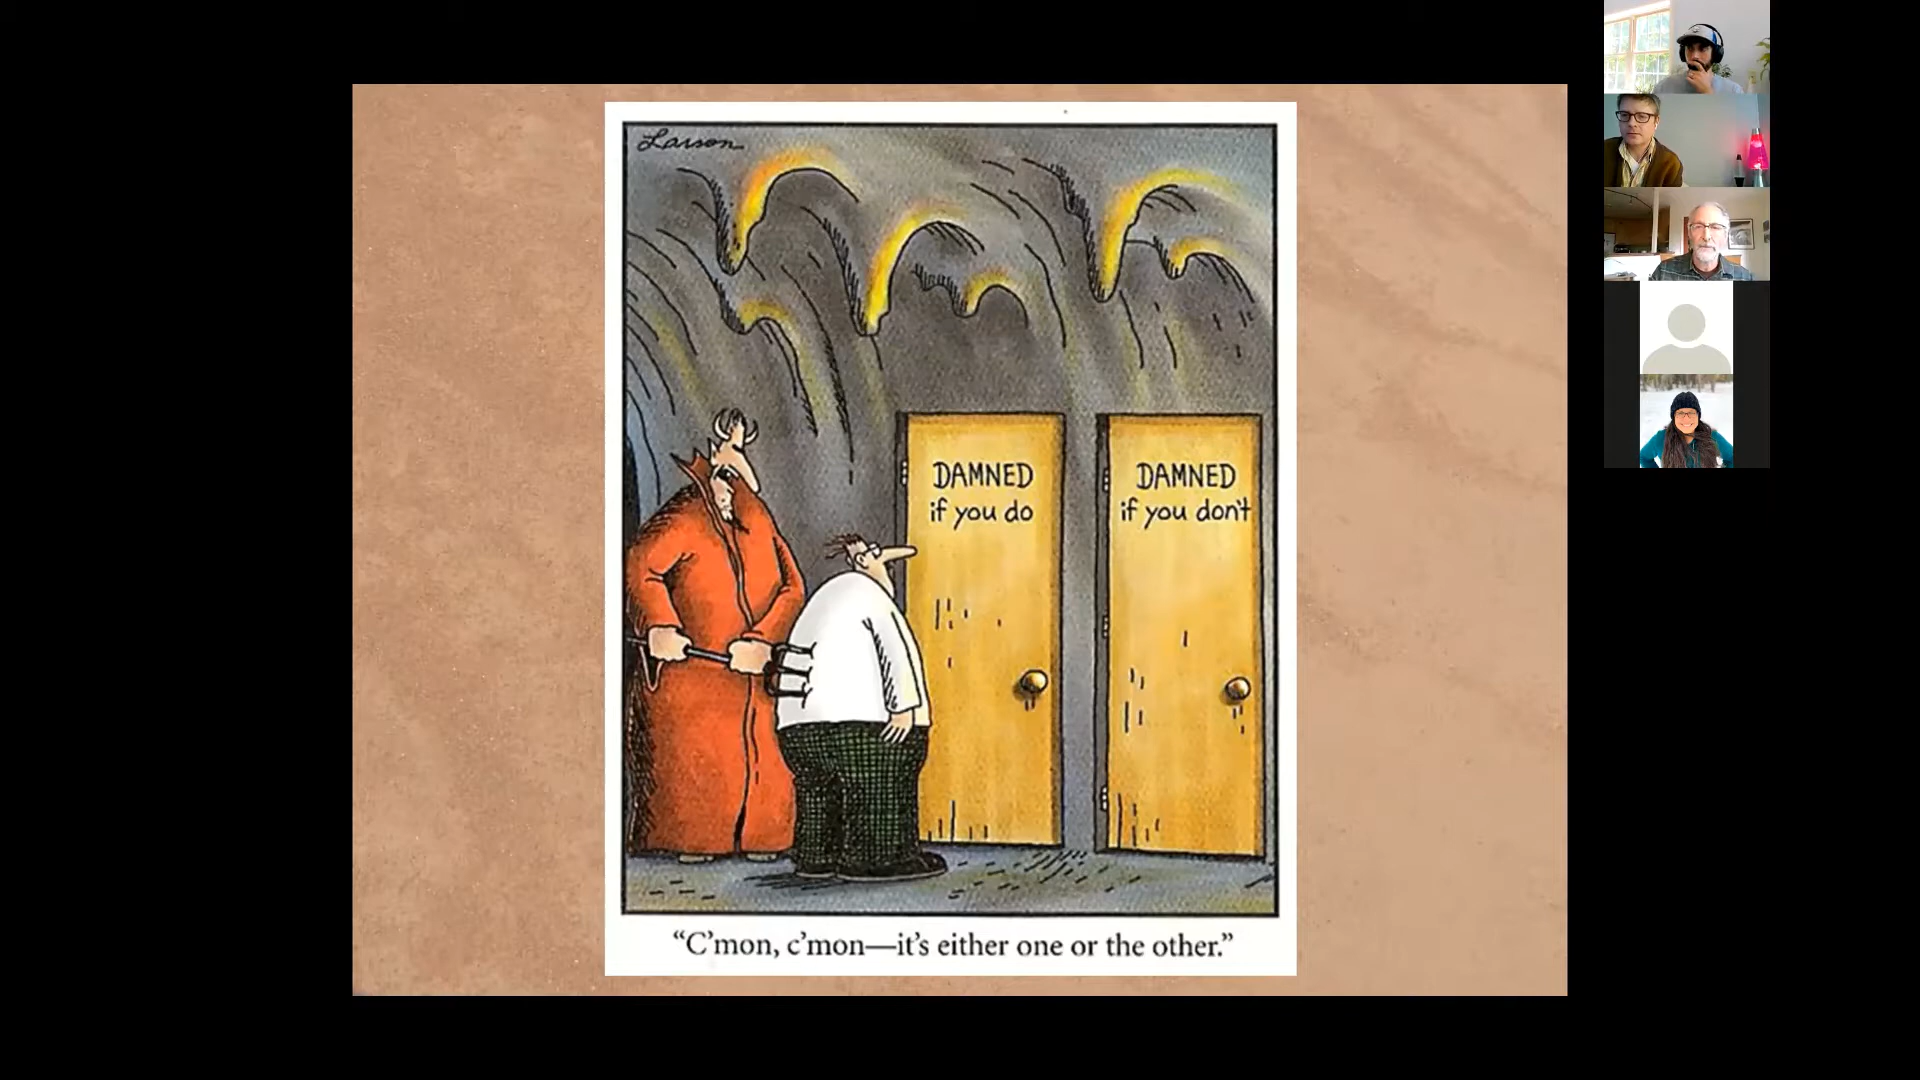 Larson
DAMNED
if you do
DAMNED
if you don't
“C’mon, c’mon—it’s either one or the other.”